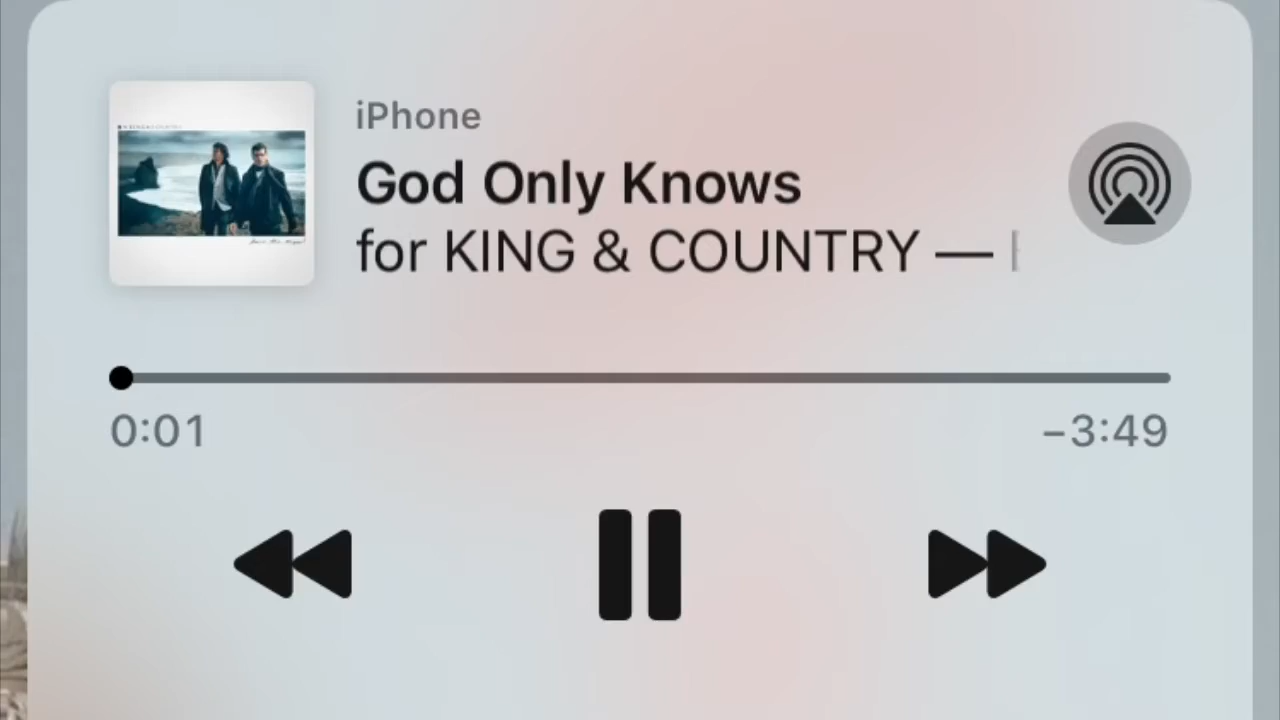 iPhone
God Only Knows
for KING & COUNTRY —
0:01
−3:49